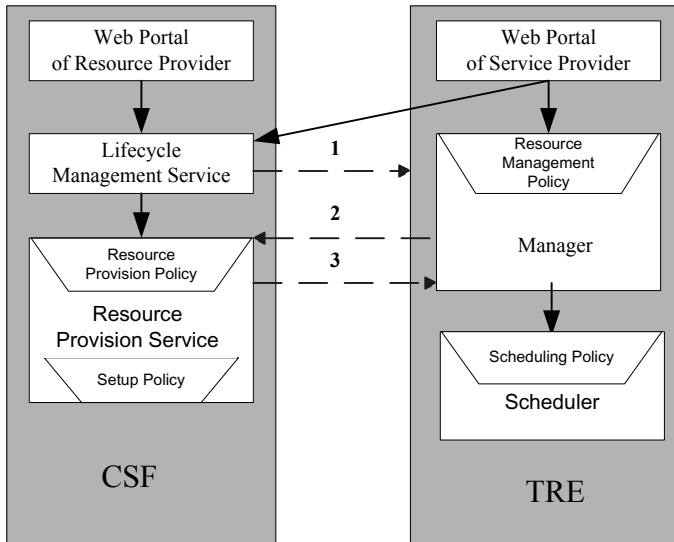 Web Portal
of Resource Provider
Lifecycle
Management Service
Resource
Provision Policy
Resource
Provision Service
Setup Policy
CSF
1
2
3
Web Portal
of Service Provider
Resource
Management
Policy
Manager
Scheduling Policy
Scheduler
TRE